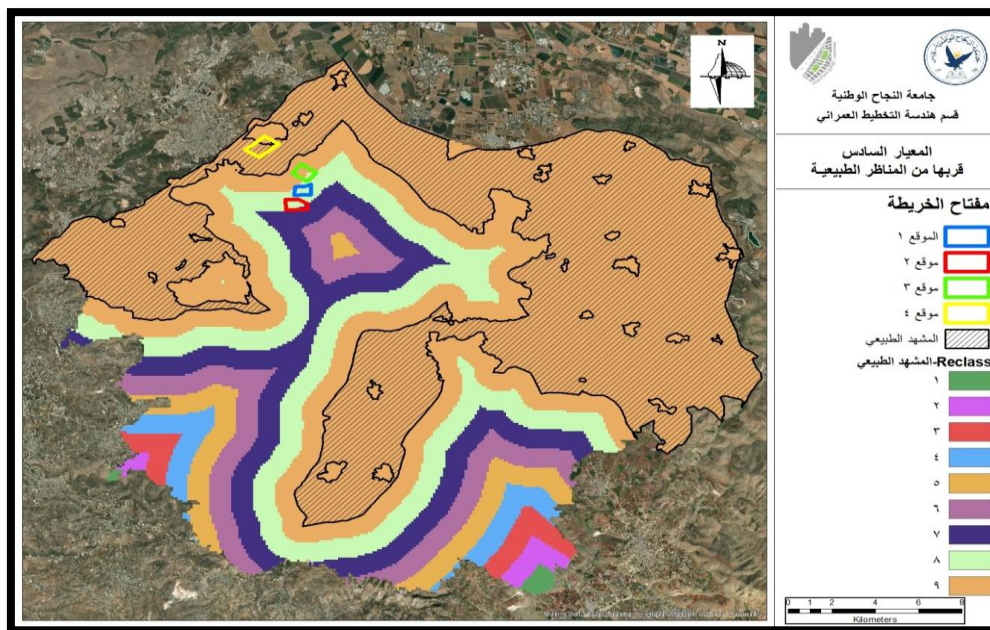 N
جامعة النجاح الوطنية
قسم هندسة التخطيط العمراني
المعيار السادس
قربها من المناظر الطبيعيـة
مفتاح الخريطة
الموقع ١
موقع ٢
موقع ٣
موقع ٤
المشهد الطبيعي
Reclass-المشهد الطبيعي
١
٢
٣
٤
٥
٦
٧
٨
٩
0 1 2 4 6 8
Kilometers